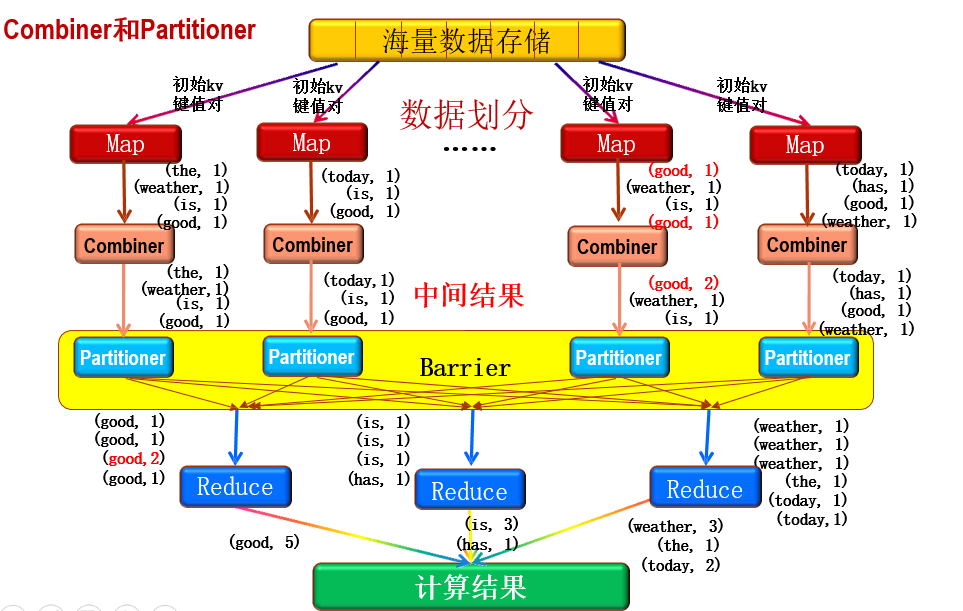 Combiner和Partitioner
海量数据存储
初始kv
键值对
初始kv
键值对
初始kv
键值对
初始kv
键值对
数据划分
……
Map
Map
Map
Map
(the, 1)
(weather, 1)
(is, 1)
(good, 1)
(today, 1)
(is, 1)
(good, 1)
(good, 1)
(weather, 1)
(is, 1)
(good, 1)
(today, 1)
(has, 1)
(good, 1)
(weather, 1)
Combiner
Combiner
Combiner
Combiner
(the, 1)
(weather,1)
(is, 1)
(good, 1)
(today,1)
(is, 1)
(good, 1)
中间结果
(good, 2)
(weather, 1)
(is, 1)
(today, 1)
(has, 1)
(good, 1)
(weather, 1)
Partitioner
Partitioner
Partitioner
Partitioner
Barrier
(good, 1)
(good, 1)
(good,2)
(good,1)
(is, 1)
(is, 1)
(is, 1)
(has, 1)
(weather, 1)
(weather, 1)
(weather, 1)
(the, 1)
(today, 1)
(today,1)
Reduce
Reduce
Reduce
(good, 5)
(is, 3)
(has, 1)
(weather, 3)
(the, 1)
(today, 2)
计算结果